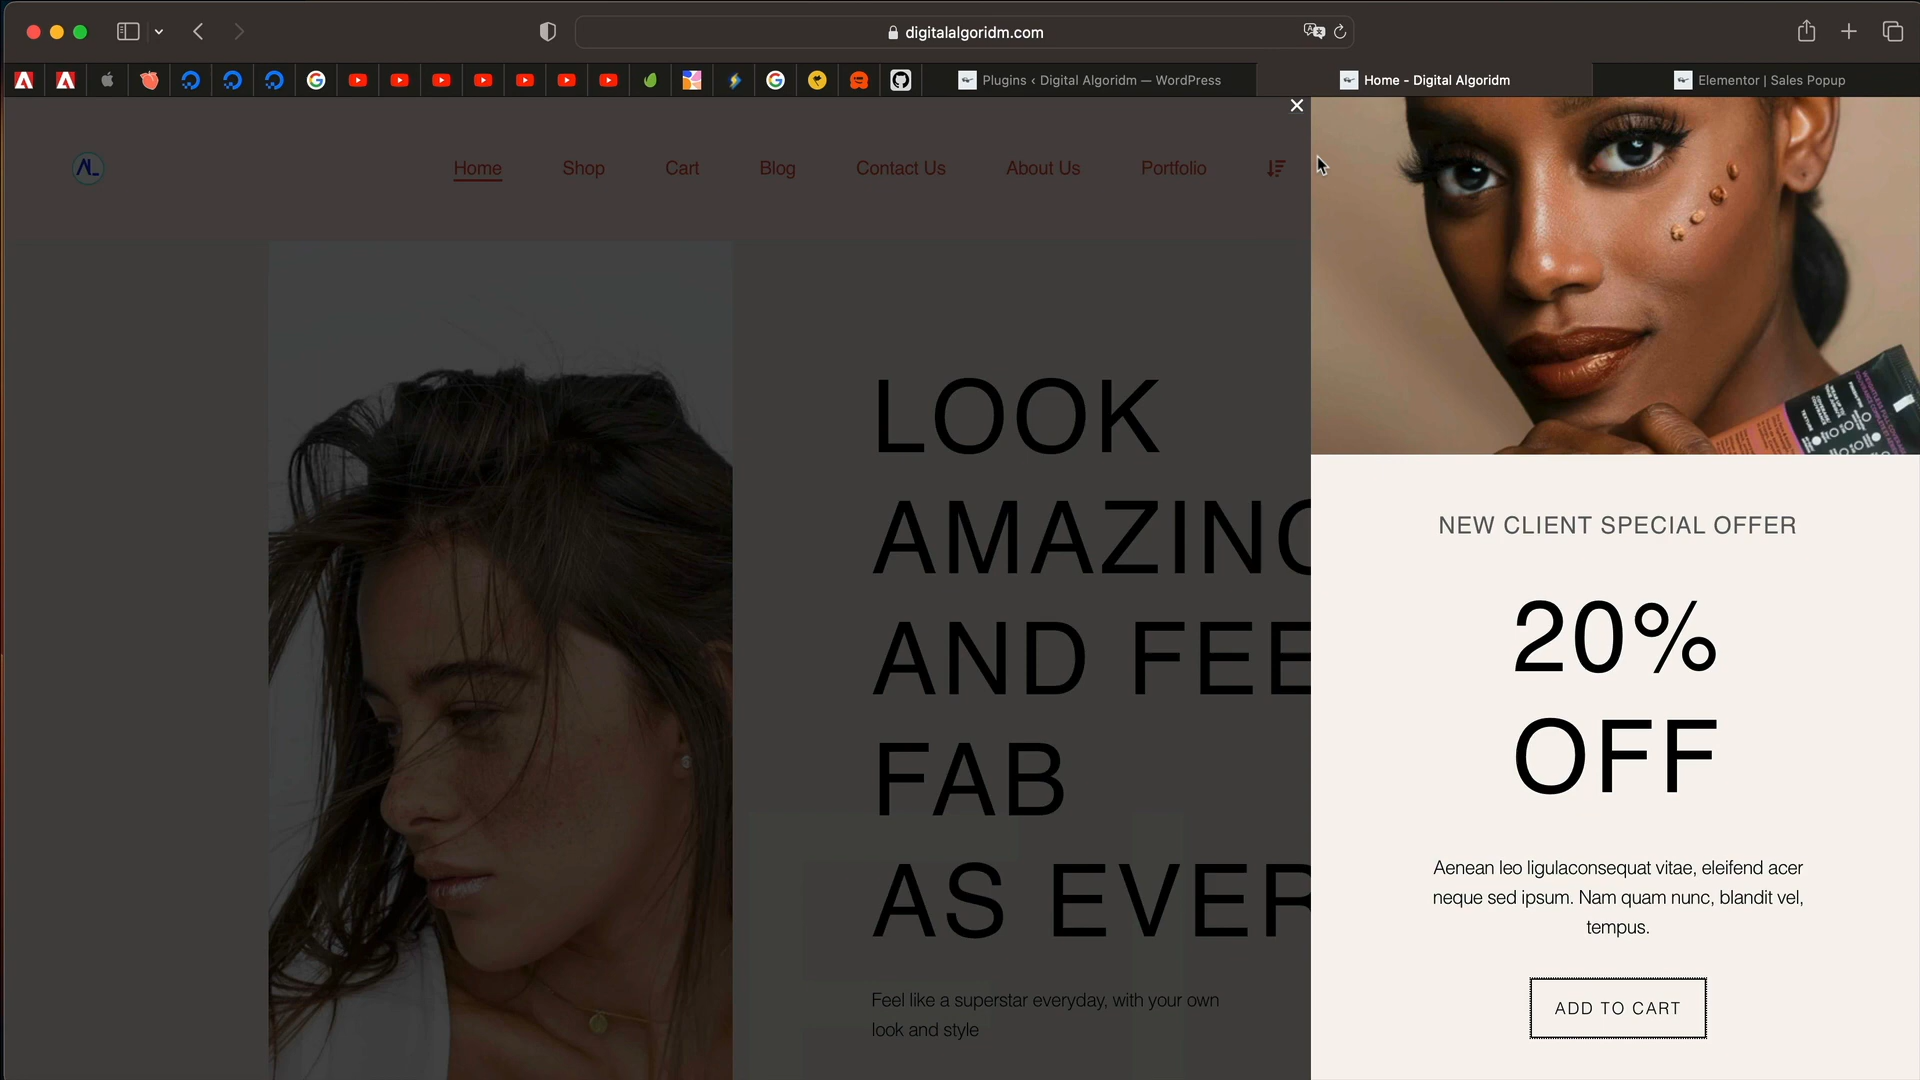 digitalalgoridm.com
Plugins ‹ Digital Algoridm — WordPress
Home - Digital Algoridm
Elementor | Sales Popup
Home
Shop
Cart
Blog
Contact Us
About Us
Portfolio
LOOK
AMAZING
AND FEE
FAB
AS EVER
Feel like a superstar everyday, with your own
look and style
NEW CLIENT SPECIAL OFFER
20%
OFF
Aenean leo ligulaconsequat vitae, eleifend acer
neque sed ipsum. Nam quam nunc, blandit vel,
tempus.
ADD TO CART